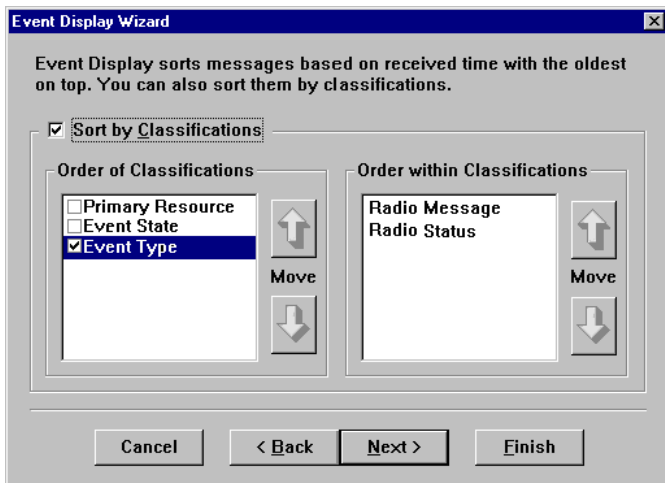 Event Display Wizard
Event Display sorts messages based on received time with the oldest
on top. You can also sort them by classifications.
Sort by Classifications
Order of Classifications
Primary Resource
Event State
Event Type
Move
Order within Classifications
Radio Message
Radio Status
Move
Cancel
< Back
Next >
Finish